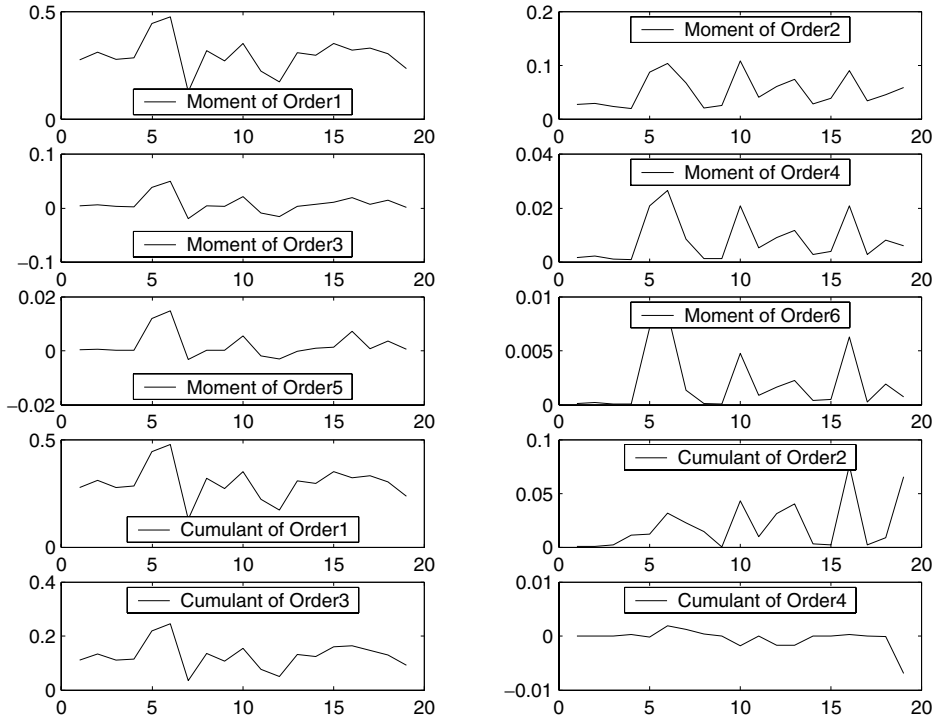 0.5
0
Moment of Order1
0 5 10 15 20
0.2
0.1
0
Moment of Order2
0 5 10 15 20
0.1
0
−0.1
Moment of Order3
0 5 10 15 20
0.04
0.02
0
Moment of Order4
0 5 10 15 20
0.02
0
−0.02
Moment of Order5
0 5 10 15 20
0.01
0.005
0
Moment of Order6
0 5 10 15 20
0.5
0
Cumulant of Order1
0 5 10 15 20
0.1
0.05
0
Cumulant of Order2
0 5 10 15 20
0.4
0.2
0
Cumulant of Order3
0 5 10 15 20
0.01
0
−0.01
Cumulant of Order4
0 5 10 15 20